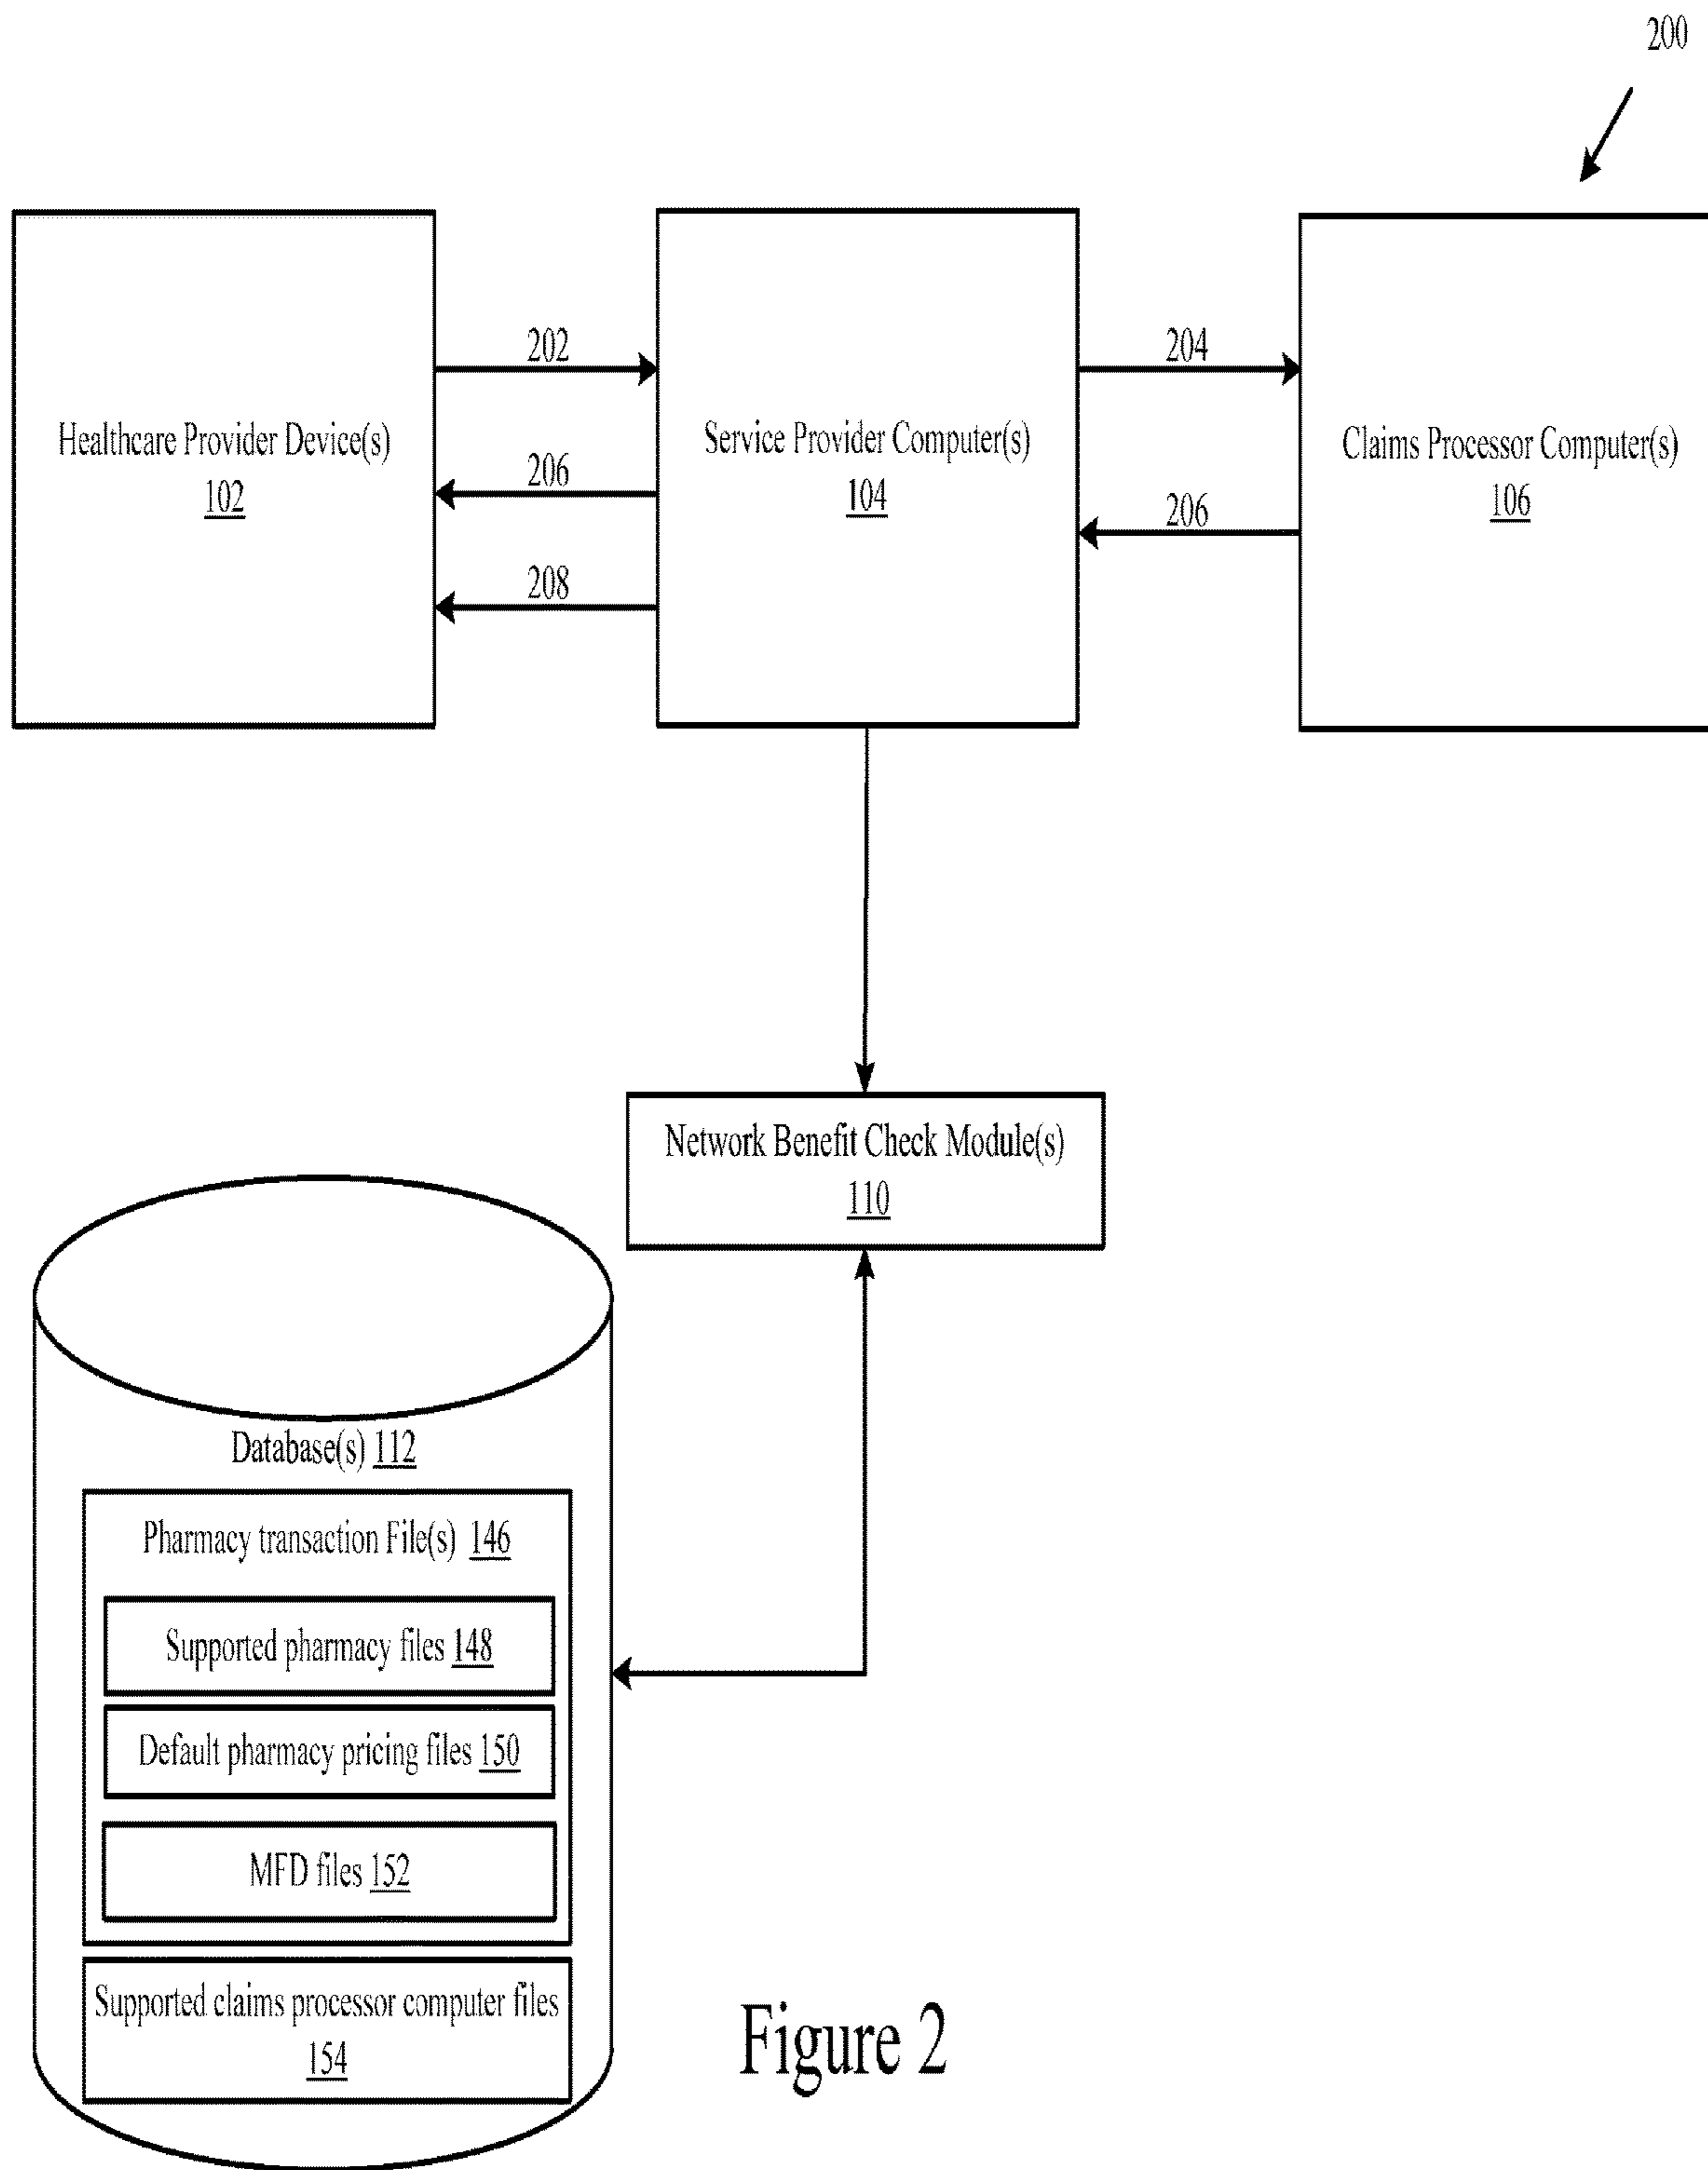 200
202
204
Healthcare Provider Device(s)
102
Service Provider Computer(s)
104
Claims Processor Computer(s)
106
206
206
208
Network Benefit Check Module(s)
110
Database(s) 112
Pharmacy transaction File(s) 146
Supported pharmacy files 148
Default pharmacy pricing files 150
MFD files 152
Supported claims processor computer files
154
Figure 2